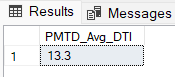 Results Messages
PMTD_Avg_DTI
1 13.3